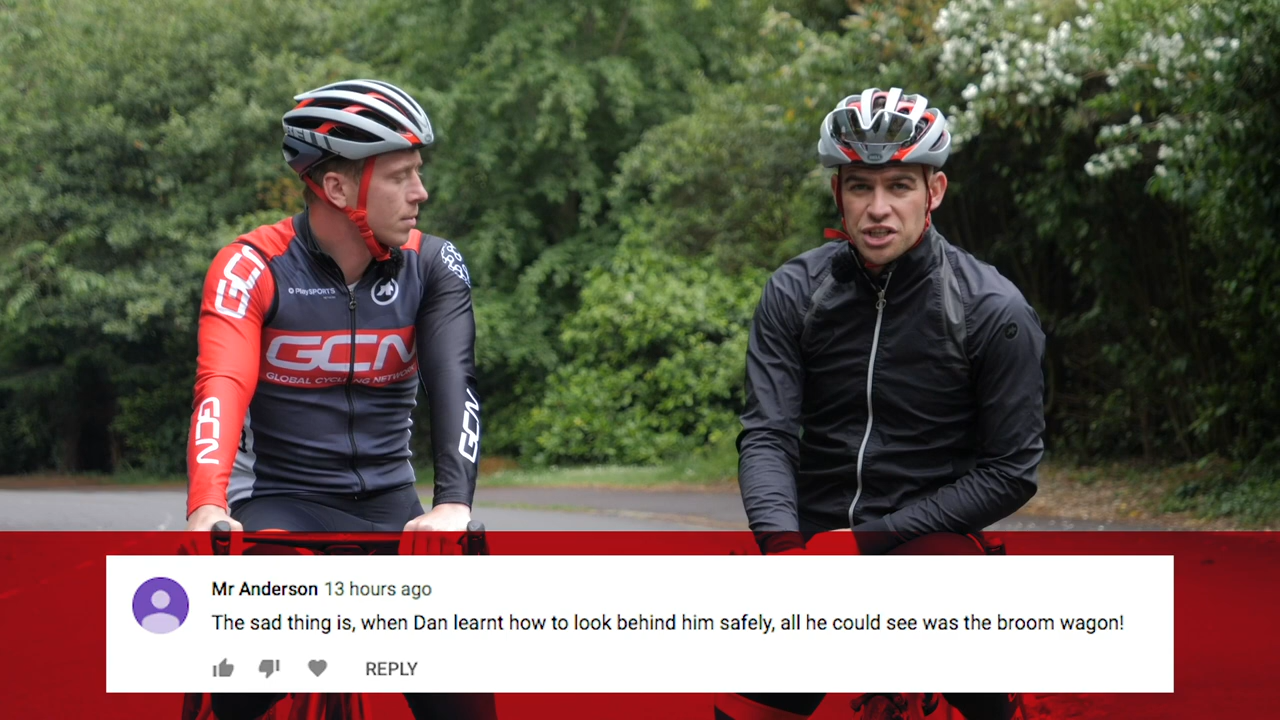 GCN
PlaySPORTS
GCN
GLOBAL CYCLING NETWORK
GCN
GCN
Mr Anderson 13 hours ago
The sad thing is, when Dan learnt how to look behind him safely, all he could see was the broom wagon!
REPLY